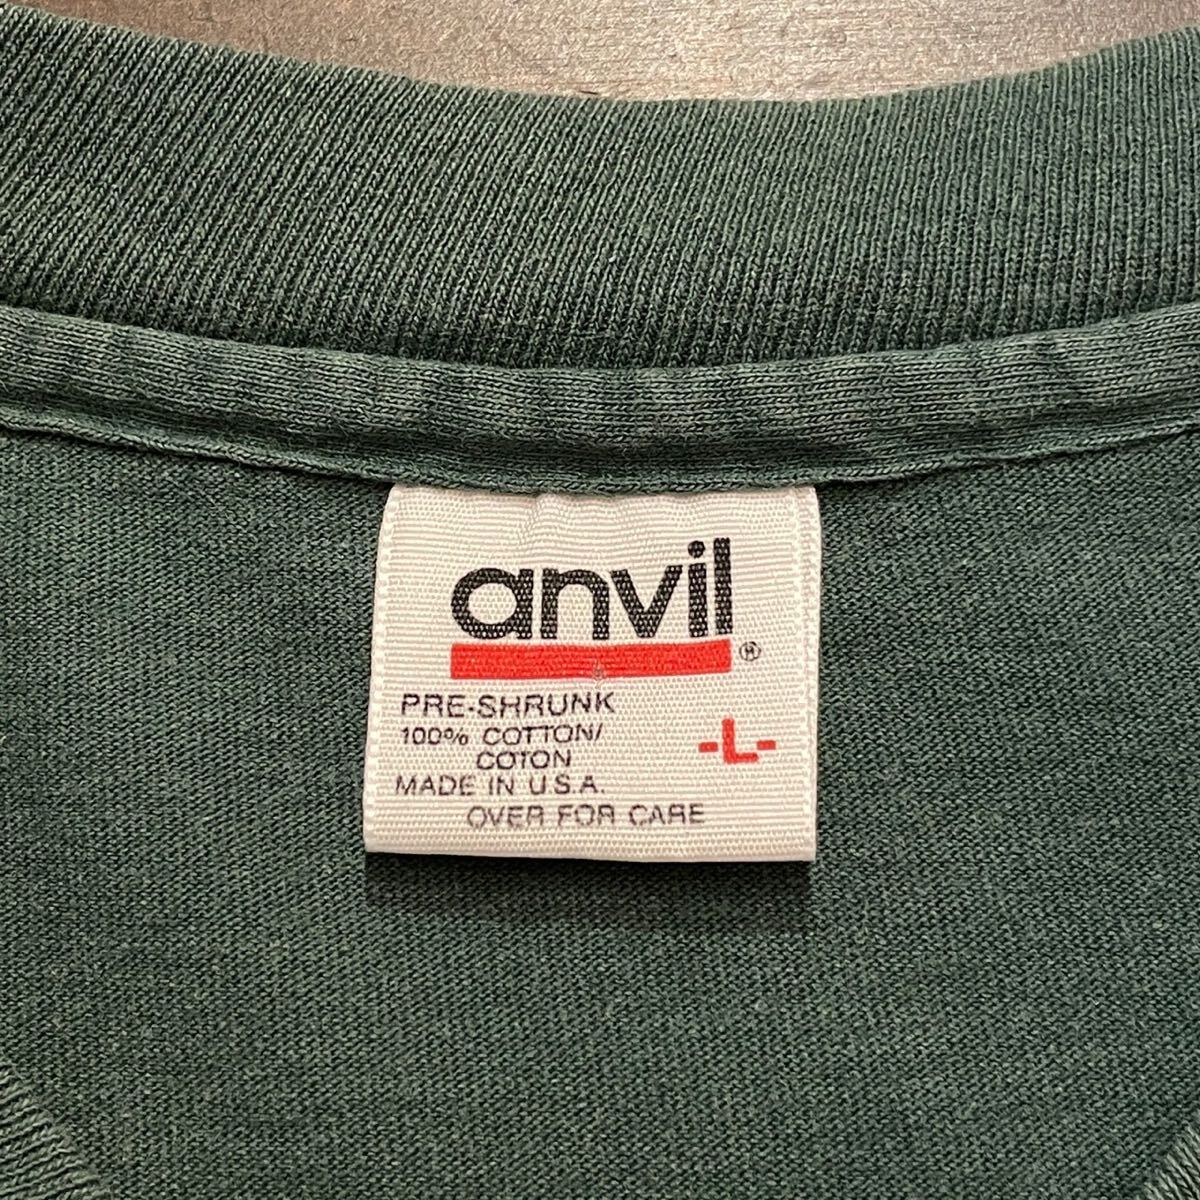 anvil®
PRE-SHRUNK
100% COTTON/
COTON
-L-
MADE IN U.S.A.
OVER FOR CARE